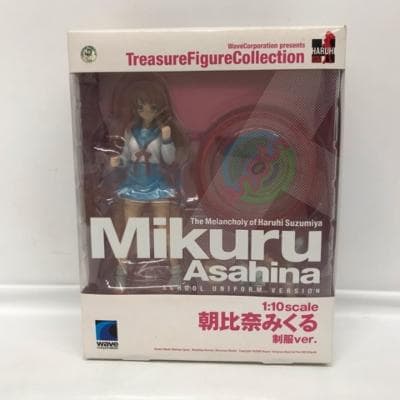 WaveCorporation presents
TreasureFigureCollection
HARUHI
The Melancholy of Haruhi Suzumiya
Mikuru
Asahina
SCHOOL UNIFORM VERSION
1:10scale
朝比奈みくる
制服ver.
wave